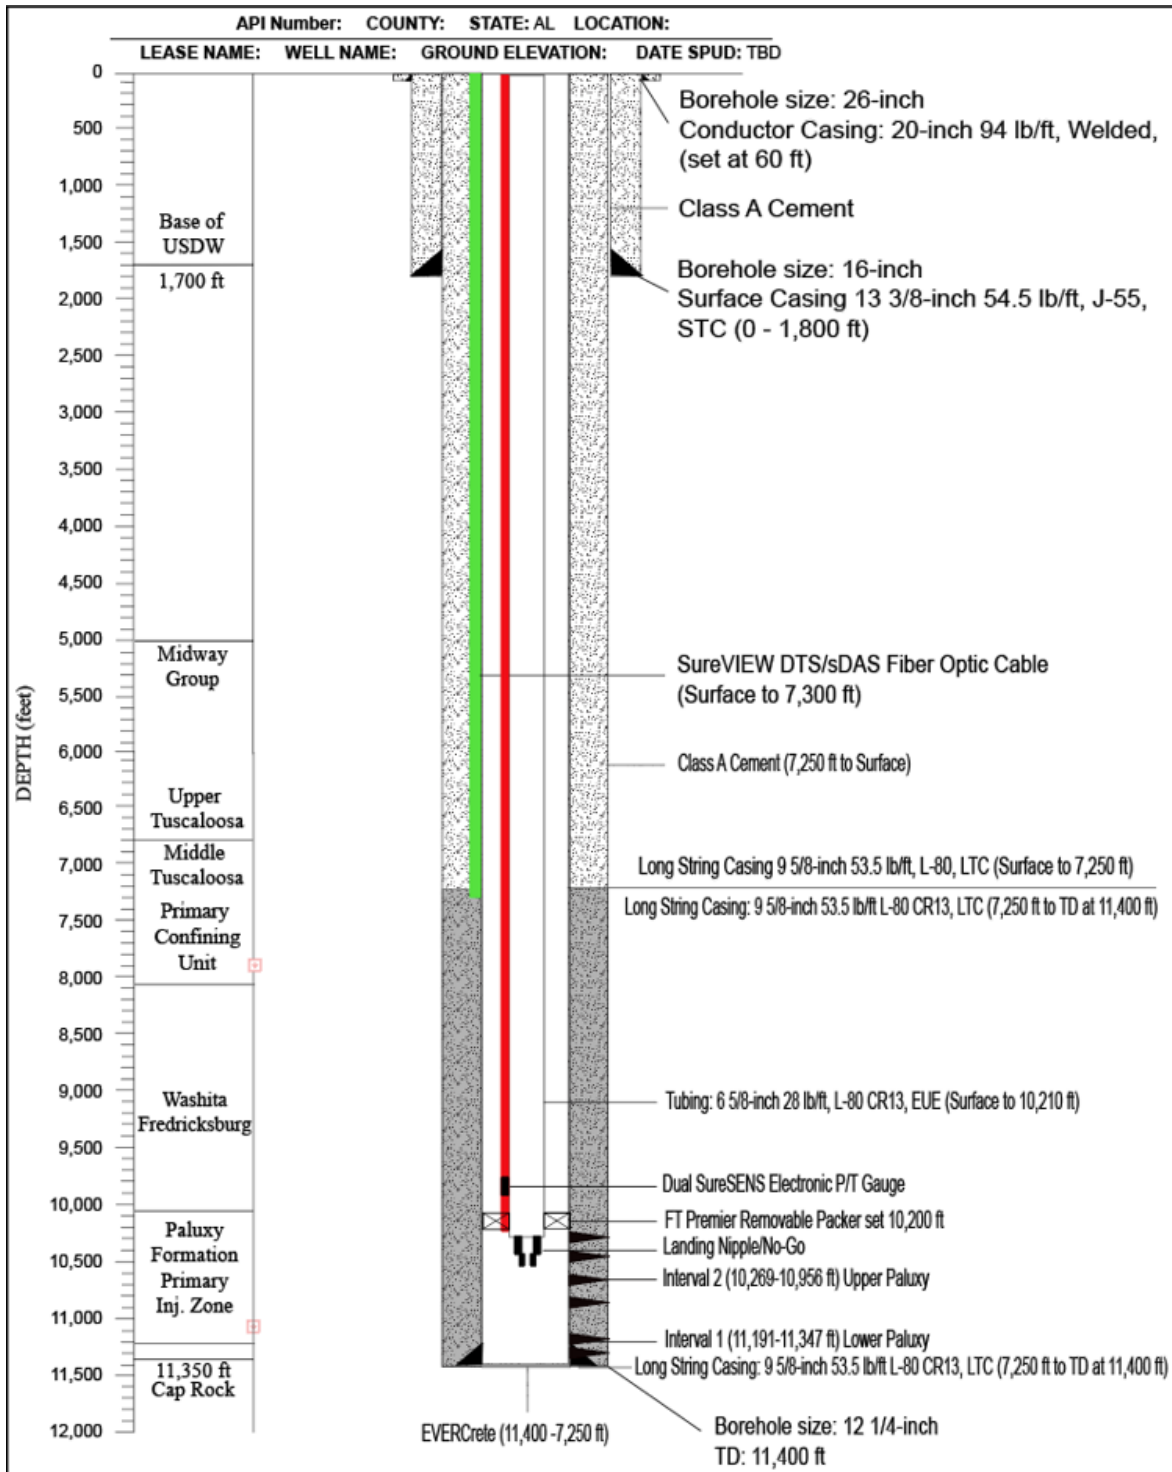 API Number: COUNTY: STATE: AL LOCATION:
LEASE NAME: WELL NAME: GROUND ELEVATION: DATE SPUD: TBD
DEPTH (feet)
0
500
1,000
1,500
2,000
2,500
3,000
3,500
4,000
4,500
5,000
5,500
6,000
6,500
7,000
7,500
8,000
8,500
9,000
9,500
10,000
10,500
11,000
11,500
12,000
Base of
USDW
1,700 ft
Midway
Group
Upper
Tuscaloosa
Middle
Tuscaloosa
Primary
Confining
Unit
Washita
Fredricksburg
Paluxy
Formation
Primary
Inj. Zone
11,350 ft
Cap Rock
Borehole size: 26-inch
Conductor Casing: 20-inch 94 lb/ft, Welded,
(set at 60 ft)
Class A Cement
Borehole size: 16-inch
Surface Casing 13 3/8-inch 54.5 lb/ft, J-55,
STC (0 - 1,800 ft)
SureVIEW DTS/sDAS Fiber Optic Cable
(Surface to 7,300 ft)
Class A Cement (7,250 ft to Surface)
Long String Casing 9 5/8-inch 53.5 lb/ft, L-80, LTC (Surface to 7,250 ft)
Long String Casing: 9 5/8-inch 53.5 lb/ft L-80 CR13, LTC (7,250 ft to TD at 11,400 ft)
Tubing: 6 5/8-inch 28 lb/ft, L-80 CR13, EUE (Surface to 10,210 ft)
Dual SureSENS Electronic P/T Gauge
FT Premier Removable Packer set 10,200 ft
Landing Nipple/No-Go
Interval 2 (10,269-10,956 ft) Upper Paluxy
Interval 1 (11,191-11,347 ft) Lower Paluxy
Long String Casing: 9 5/8-inch 53.5 lb/ft L-80 CR13, LTC (7,250 ft to TD at 11,400 ft)
EVERCrete (11,400 -7,250 ft)
Borehole size: 12 1/4-inch
TD: 11,400 ft